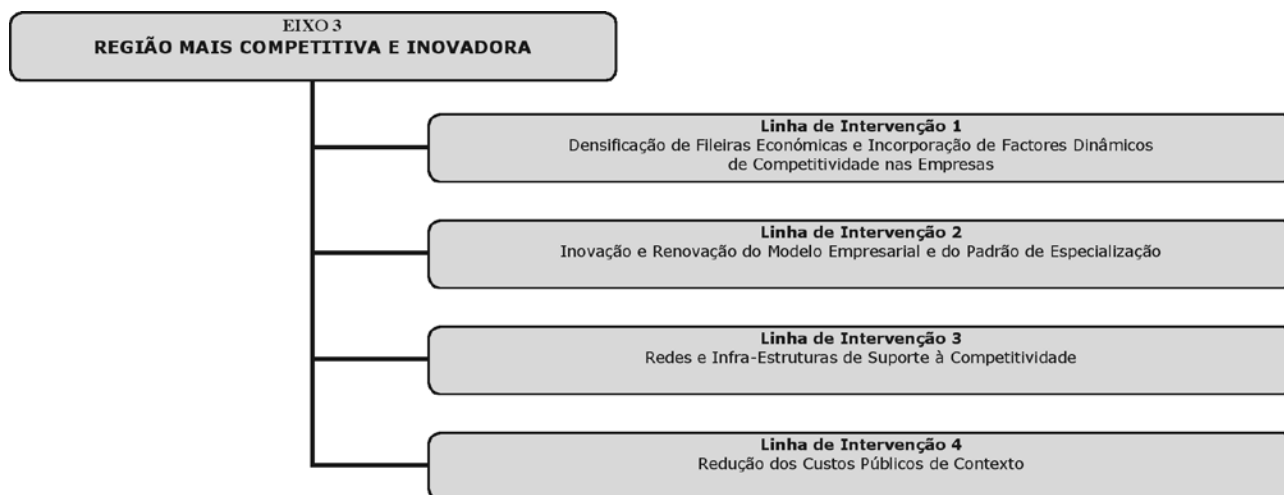 EIXO 3
REGIÃO MAIS COMPETITIVA E INOVADORA
Linha de Intervenção 1
Densificação de Fileiras Económicas e Incorporação de Factores Dinâmicos
de Competitividade nas Empresas
Linha de Intervenção 2
Inovação e Renovação do Modelo Empresarial e do Padrão de Especialização
Linha de Intervenção 3
Redes e Infra-Estruturas de Suporte à Competitividade
Linha de Intervenção 4
Redução dos Custos Públicos de Contexto